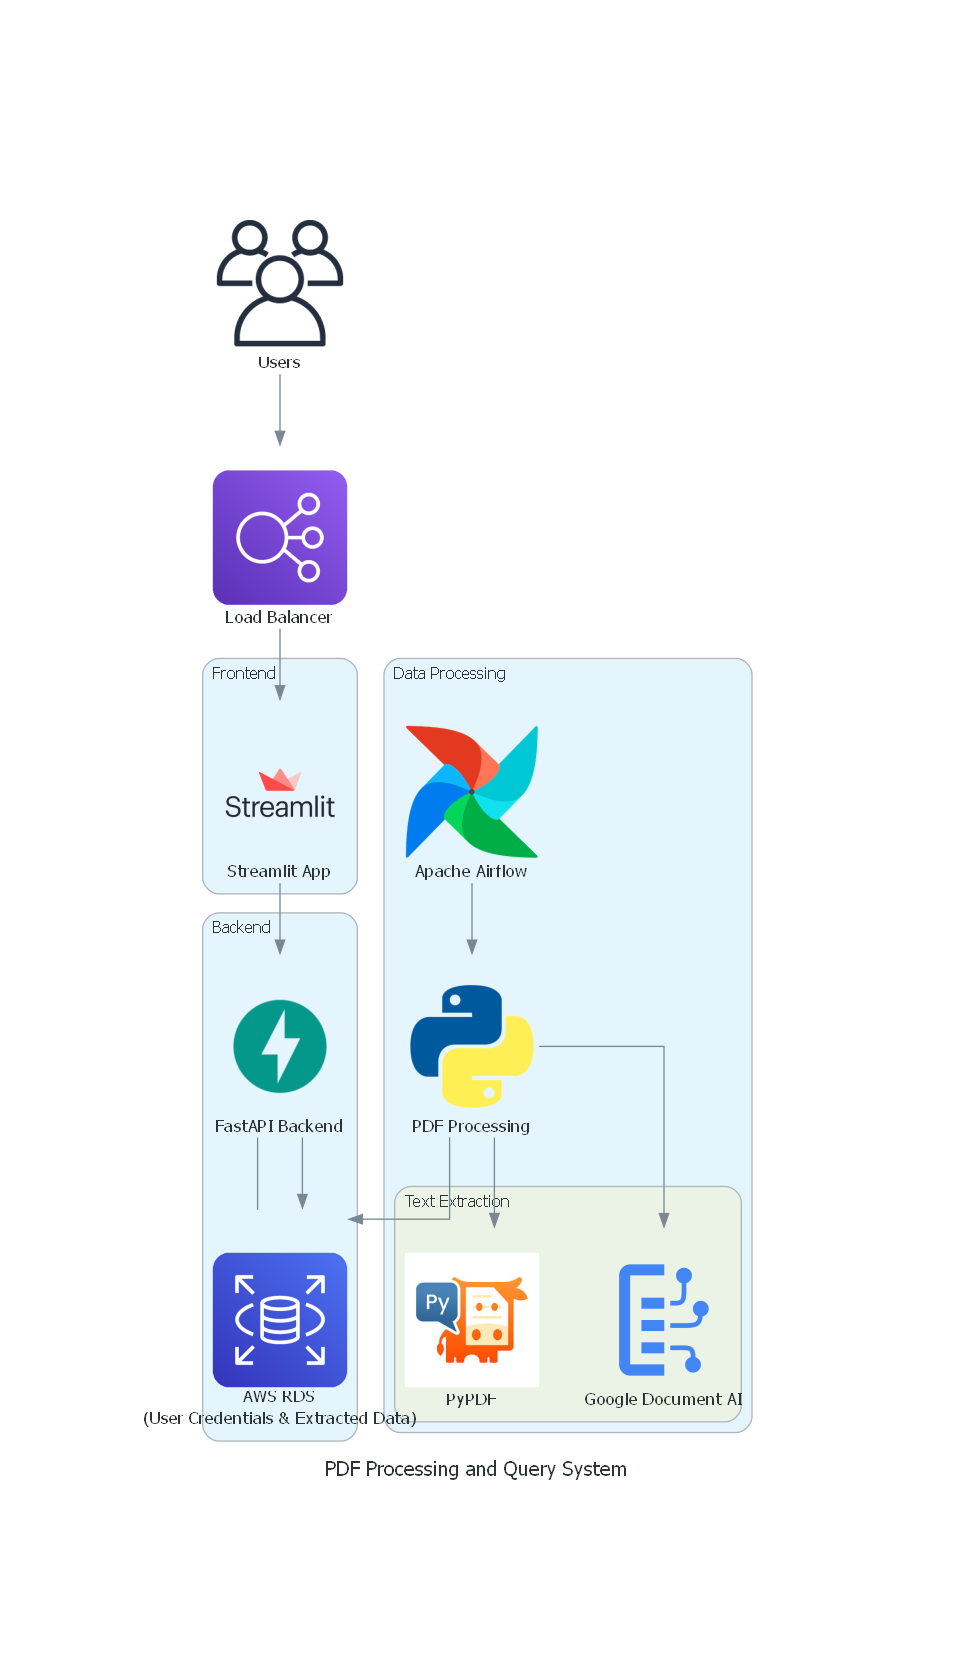 Users
Load Balancer
Frontend
Streamlit
Streamlit App
Data Processing
Apache Airflow
Backend
FastAPI Backend
PDF Processing
Text Extraction
AWS RDS
(User Credentials & Extracted Data)
Py
PyPDF
Google Document AI
PDF Processing and Query System